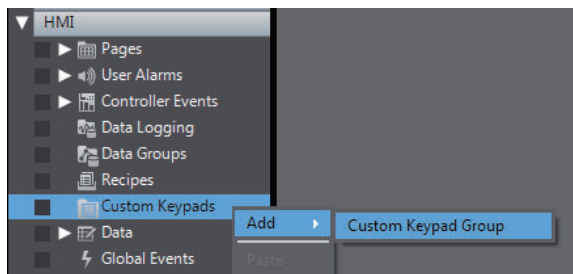 HMI
Pages
User Alarms
Controller Events
Data Logging
Data Groups
Recipes
Custom Keypads
Add
Custom Keypad Group
Data
Global Events
Paste